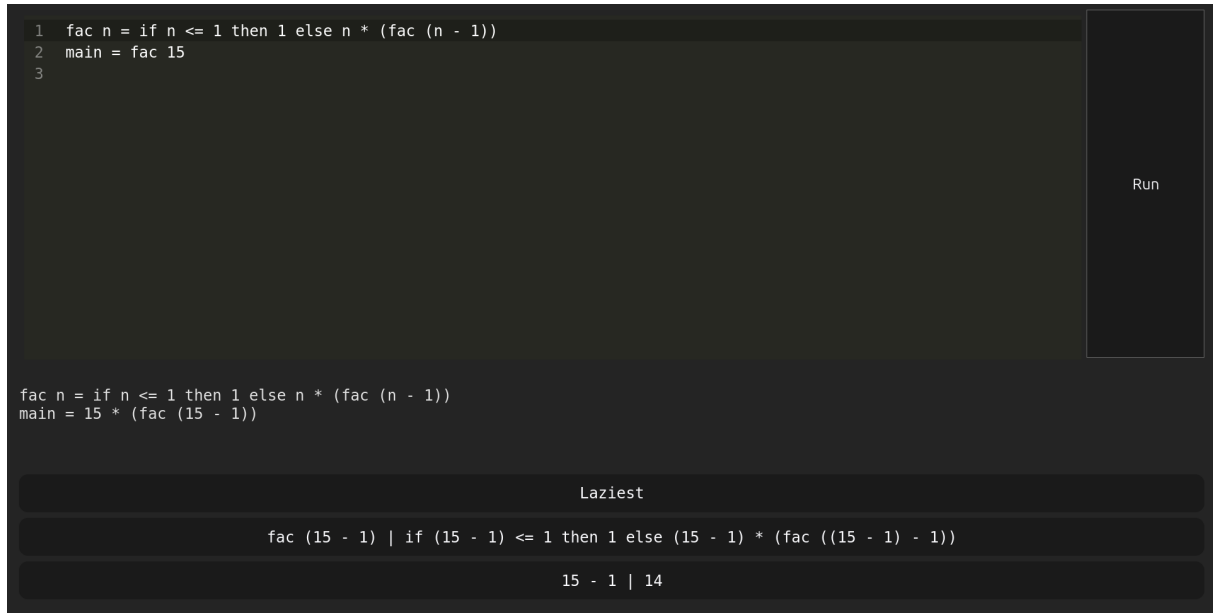 1 fac n = if n <= 1 then 1 else n * (fac (n - 1))
2 main = fac 15
3
Run
fac n = if n <= 1 then 1 else n * (fac (n - 1))
main = 15 * (fac (15 - 1))
Laziest
fac (15 - 1) | if (15 - 1) <= 1 then 1 else (15 - 1) * (fac ((15 - 1) - 1))
15 - 1 | 14